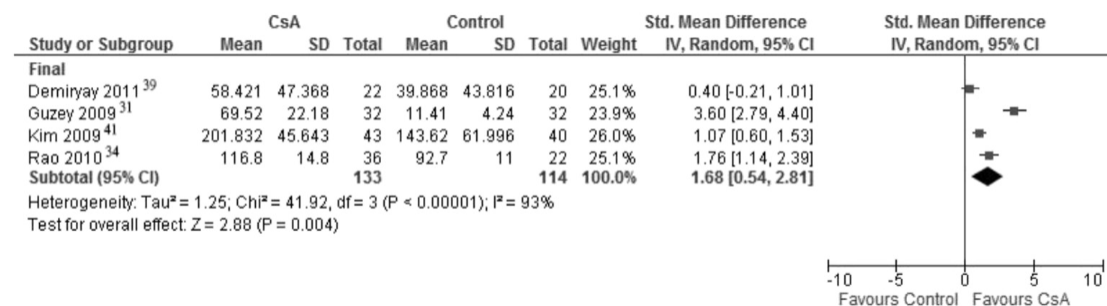 CsA Control Std. Mean Difference Std. Mean Difference
Study or Subgroup Mean SD Total Mean SD Total Weight IV, Random, 95% CI IV, Random, 95% CI
Final
Demiryay 2011 39 58.421 47.368 22 39.868 43.816 20 25.1% 0.40 [-0.21, 1.01]
Guzey 2009 31 69.52 22.18 32 11.41 4.24 32 23.9% 3.60 [2.79, 4.40]
Kim 2009 41 201.832 45.643 43 143.62 61.996 40 26.0% 1.07 [0.60, 1.53]
Rao 2010 34 116.8 14.8 36 92.7 11 22 25.1% 1.76 [1.14, 2.39]
Subtotal (95% CI) 133 114 100.0% 1.68 [0.54, 2.81]
Heterogeneity: Tau² = 1.25; Chi² = 41.92, df = 3 (P < 0.00001); I² = 93%
Test for overall effect: Z = 2.88 (P = 0.004)
-10 -5 0 5 10
Favours Control Favours CsA